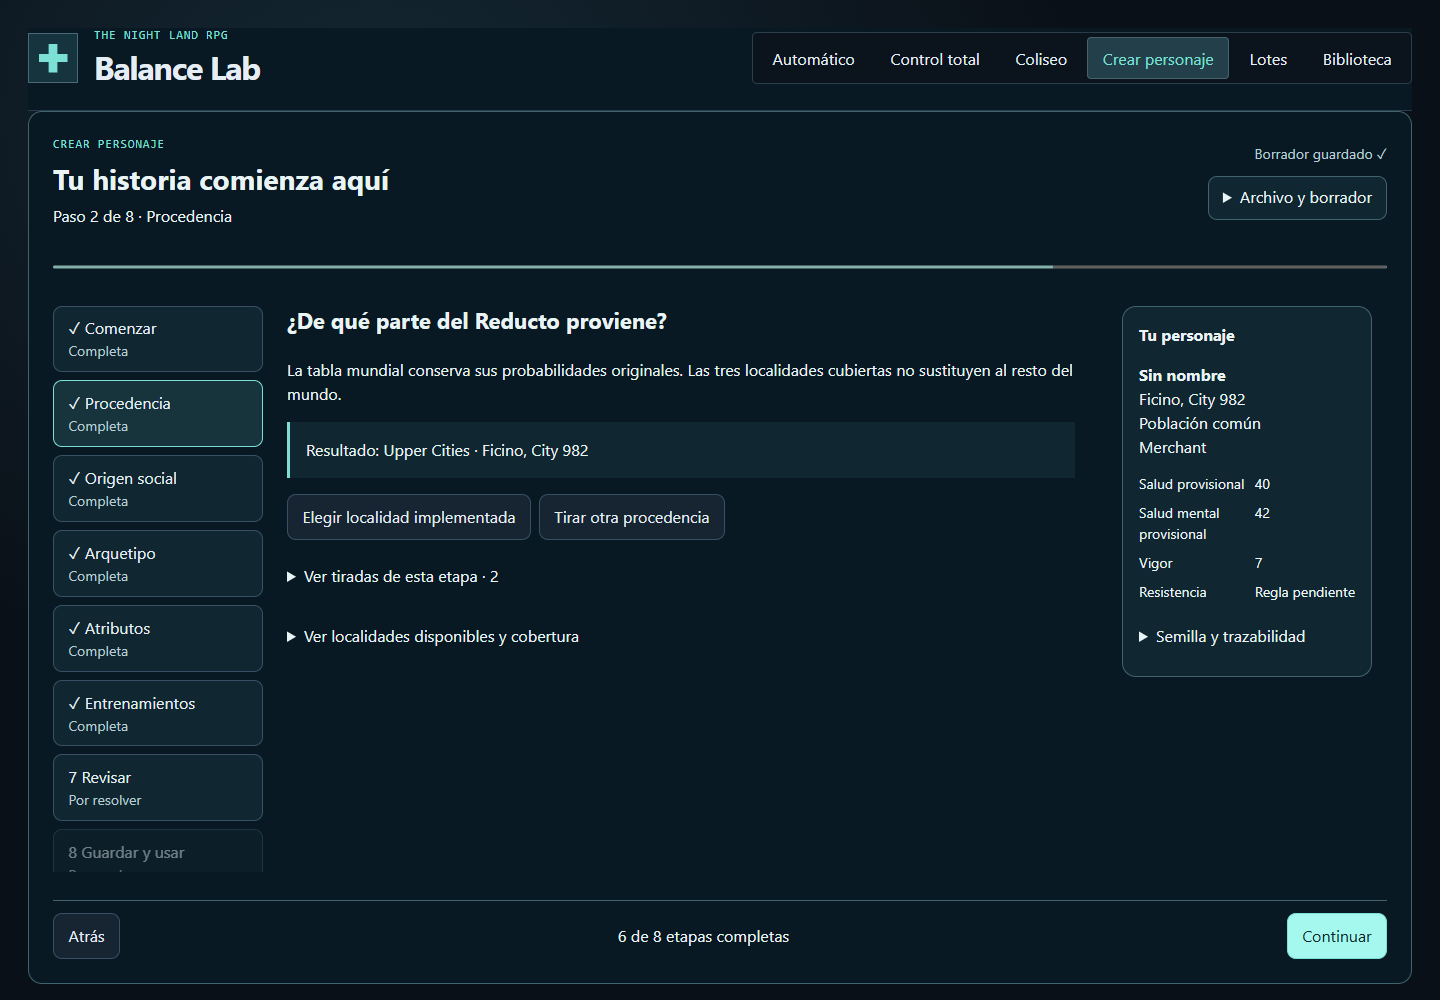 THE NIGHT LAND RPG
Balance Lab
Automático
Control total
Coliseo
Crear personaje
Lotes
Biblioteca
CREAR PERSONAJE
Tu historia comienza aquí
Paso 2 de 8 · Procedencia
Borrador guardado ✓
▶ Archivo y borrador
✓ Comenzar
Completa
✓ Procedencia
Completa
✓ Origen social
Completa
✓ Arquetipo
Completa
✓ Atributos
Completa
✓ Entrenamientos
Completa
7 Revisar
Por resolver
8 Guardar y usar
¿De qué parte del Reducto proviene?
La tabla mundial conserva sus probabilidades originales. Las tres localidades cubiertas no sustituyen al resto del
mundo.
Resultado: Upper Cities · Ficino, City 982
Elegir localidad implementada
Tirar otra procedencia
▶ Ver tiradas de esta etapa · 2
▶ Ver localidades disponibles y cobertura
Tu personaje
Sin nombre
Ficino, City 982
Población común
Merchant
Salud provisional 40
Salud mental 42
provisional
Vigor 7
Resistencia Regla pendiente
▶ Semilla y trazabilidad
Atrás
6 de 8 etapas completas
Continuar